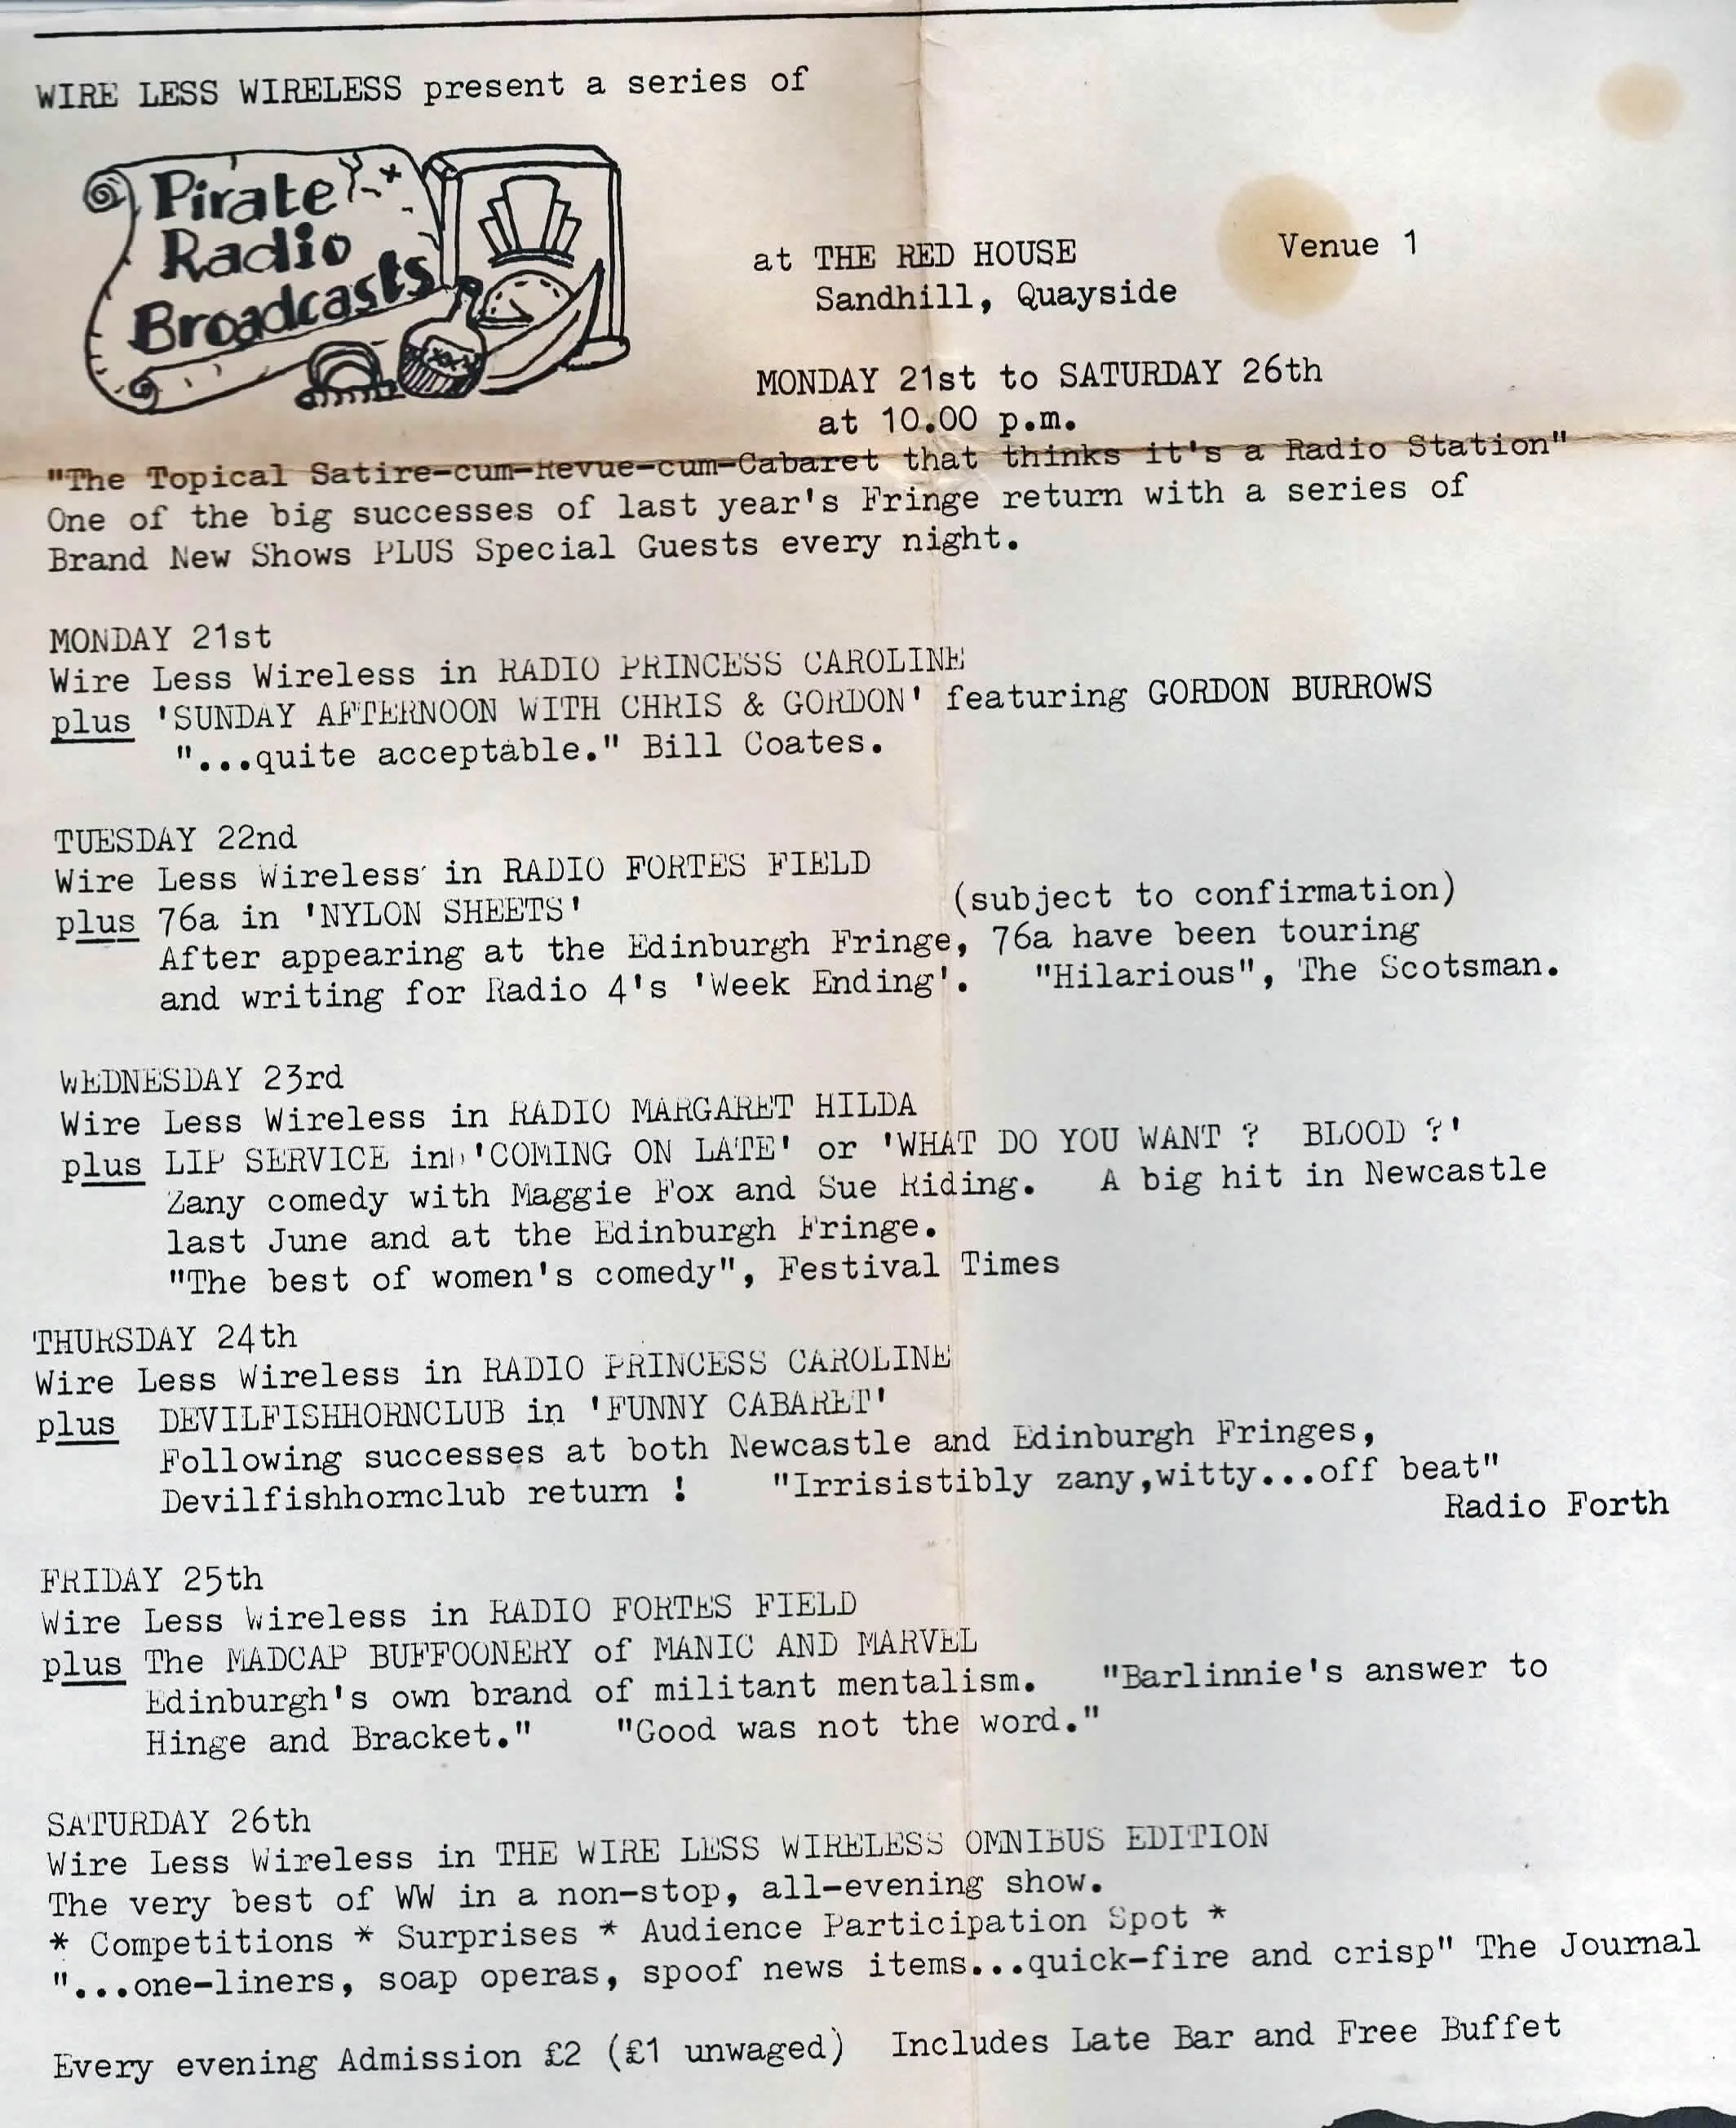 WIRE LESS WIRELESS present a series of
Pirate
Radio
Broadcasts
at THE RED HOUSE Venue 1
Sandhill, Quayside
MONDAY 21st to SATURDAY 26th
at 10.00 p.m.
"The Topical Satire-cum-Revue-cum-Cabaret that thinks it's a Radio Station"
One of the big successes of last year's Fringe return with a series of
Brand New Shows PLUS Special Guests every night.
MONDAY 21st
Wire Less Wireless in RADIO PRINCESS CAROLINE
plus 'SUNDAY AFTERNOON WITH CHRIS & GORDON' featuring GORDON BURROWS
"...quite acceptable." Bill Coates.
TUESDAY 22nd
Wire Less Wireless in RADIO FORTES FIELD
plus 76a in 'NYLON SHEETS' (subject to confirmation)
After appearing at the Edinburgh Fringe, 76a have been touring
and writing for Radio 4's 'Week Ending'. "Hilarious", The Scotsman.
WEDNESDAY 23rd
Wire Less Wireless in RADIO MARGARET HILDA
plus LIP SERVICE in 'COMING ON LATE' or 'WHAT DO YOU WANT ? BLOOD ?'
Zany comedy with Maggie Fox and Sue Riding. A big hit in Newcastle
last June and at the Edinburgh Fringe.
"The best of women's comedy", Festival Times
THURSDAY 24th
Wire Less Wireless in RADIO PRINCESS CAROLINE
plus DEVILFISHHORNCLUB in 'FUNNY CABARET'
Following successes at both Newcastle and Edinburgh Fringes,
Devilfishhornclub return ! "Irrisistibly zany,witty...off beat"
Radio Forth
FRIDAY 25th
Wire Less Wireless in RADIO FORTES FIELD
plus The MADCAP BUFFOONERY of MANIC AND MARVEL
Edinburgh's own brand of militant mentalism. "Barlinnie's answer to
Hinge and Bracket." "Good was not the word."
SATURDAY 26th
Wire Less Wireless in THE WIRE LESS WIRELESS OMNIBUS EDITION
The very best of WW in a non-stop, all-evening show.
* Competitions * Surprises * Audience Participation Spot *
"...one-liners, soap operas, spoof news items...quick-fire and crisp" The Journal
Every evening Admission £2 (£1 unwaged) Includes Late Bar and Free Buffet